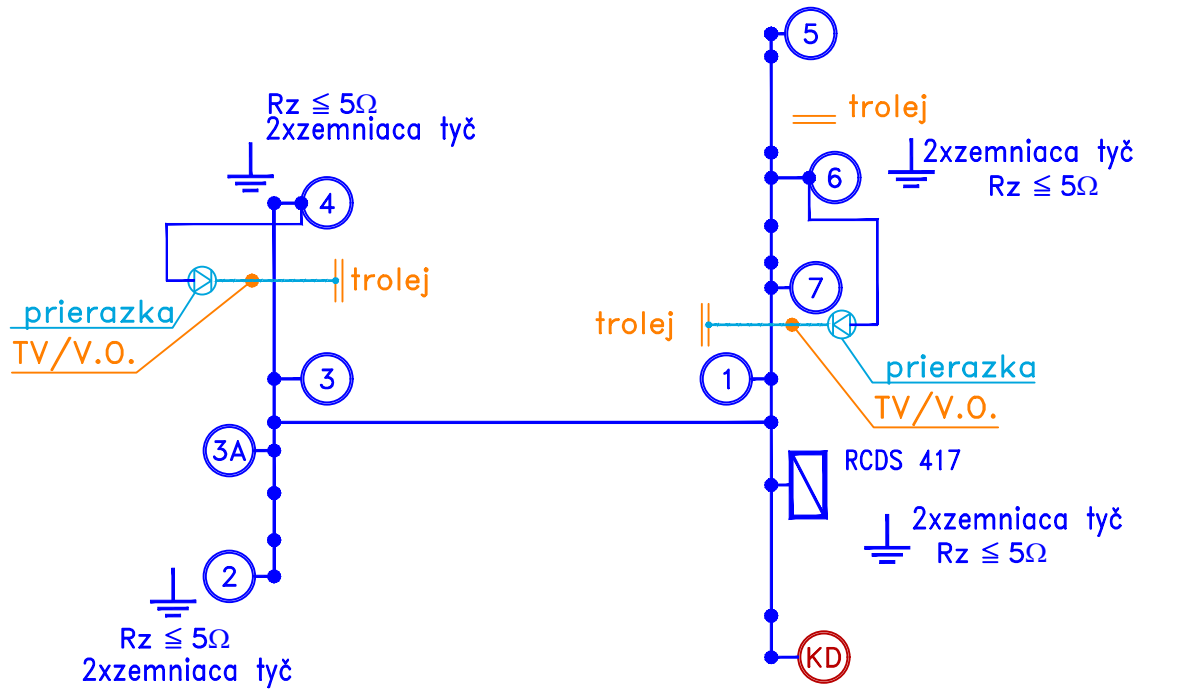 5
trolej
Rz ≦ 5Ω
2xzemniaca tyč
2xzemniaca tyč
Rz ≦ 5Ω
6
4
trolej
7
prierazka
TV/V.O.
trolej
prierazka
TV/V.O.
3
1
3A
RCDS 417
2xzemniaca tyč
Rz ≦ 5Ω
2
Rz ≦ 5Ω
2xzemniaca tyč
KD